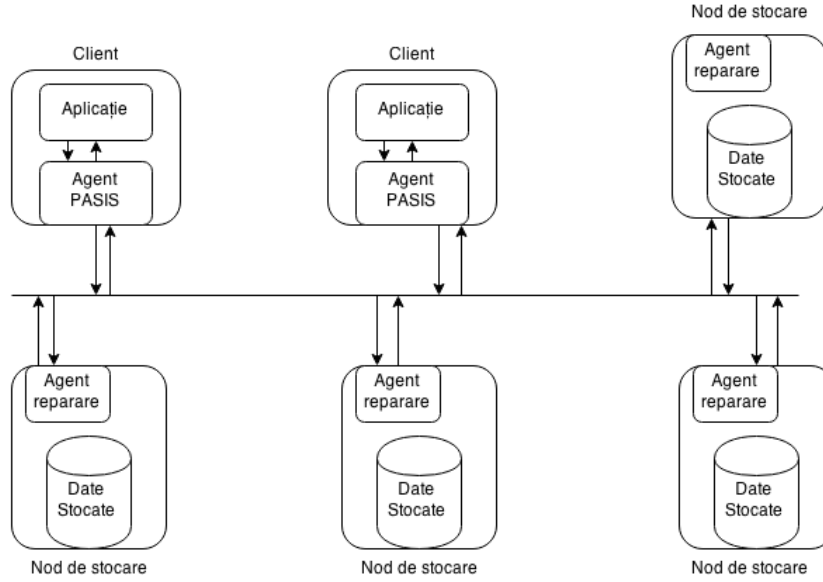 Nod de stocare
Client
Client
Agent
reparare
Aplicație
Aplicație
Date
Stocate
Agent
PASIS
Agent
PASIS
Agent
reparare
Agent
reparare
Agent
reparare
Date
Stocate
Date
Stocate
Date
Stocate
Nod de stocare
Nod de stocare
Nod de stocare